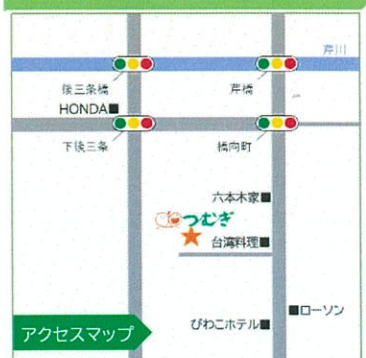 芹川
後三条橋
芹橋
HONDA■
下後三条
橋向町
六本木家■
つむぎ
台湾料理■
■ローソン
びわこホテル■
アクセスマップ